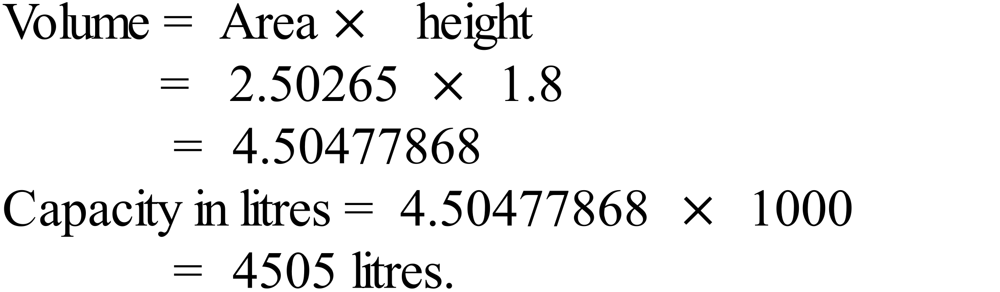 Volume = Area × height
= 2.50265 × 1.8
= 4.50477868
Capacity in litres = 4.50477868 × 1000
= 4505 litres.